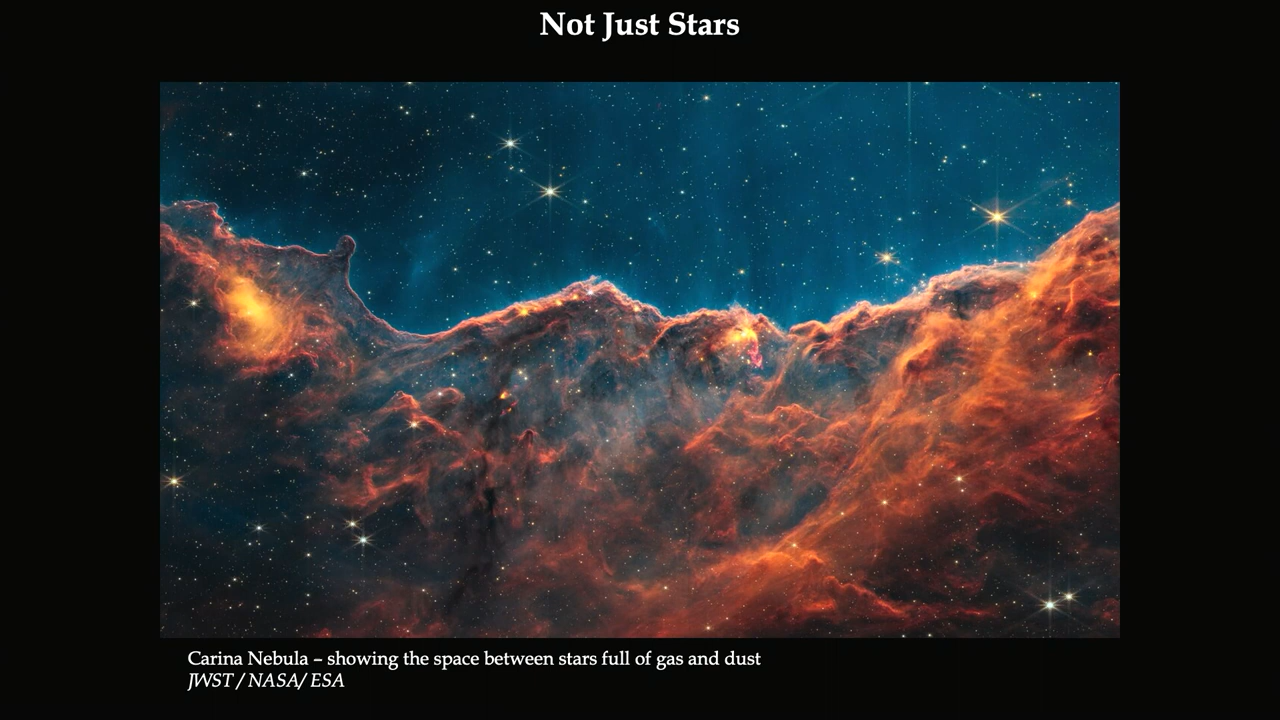 Not Just Stars
Carina Nebula – showing the space between stars full of gas and dust
JWST / NASA/ ESA